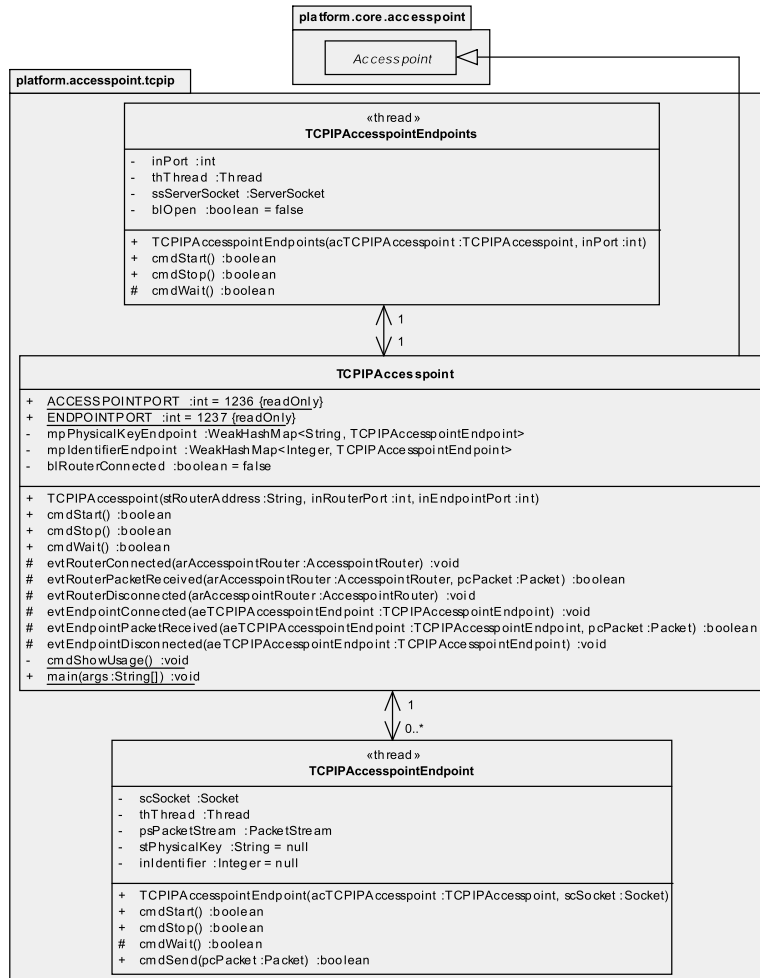 platform.core.accesspoint
Accesspoint
platform.accesspoint.tcpip
«thread»
TCPIPAccesspointEndpoints
- inPort :int
- thThread :Thread
- ssServerSocket :ServerSocket
- blOpen :boolean = false
+ TCPIPAccesspointEndpoints(acTCPIPAccesspoint :TCPIPAccesspoint, inPort :int)
+ cmdStart() :boolean
+ cmdStop() :boolean
# cmdWait() :boolean
1
1
TCPIPAccesspoint
+ ACCESSPOINTPORT :int = 1236 {readOnly}
+ ENDPOINTPORT :int = 1237 {readOnly}
- mpPhysicalKeyEndpoint :WeakHashMap<String, TCPIPAccesspointEndpoint>
- mpIdentifierEndpoint :WeakHashMap<Integer, TCPIPAccesspointEndpoint>
- blRouterConnected :boolean = false
+ TCPIPAccesspoint(stRouterAddress :String, inRouterPort :int, inEndpointPort :int)
+ cmdStart() :boolean
+ cmdStop() :boolean
+ cmdWait() :boolean
# evtRouterConnected(arAccesspointRouter :AccesspointRouter) :void
# evtRouterPacketReceived(arAccesspointRouter :AccesspointRouter, pcPacket :Packet) :boolean
# evtRouterDisconnected(arAccesspointRouter :AccesspointRouter) :void
# evtEndpointConnected(aeTCPIPAccesspointEndpoint :TCPIPAccesspointEndpoint) :void
# evtEndpointPacketReceived(aeTCPIPAccesspointEndpoint :TCPIPAccesspointEndpoint, pcPacket :Packet) :boolean
# evtEndpointDisconnected(aeTCPIPAccesspointEndpoint :TCPIPAccesspointEndpoint) :void
- cmdShowUsage() :void
+ main(args :String[]) :void
1
0..*
«thread»
TCPIPAccesspointEndpoint
- scSocket :Socket
- thThread :Thread
- psPacketStream :PacketStream
- stPhysicalKey :String = null
- inIdentifier :Integer = null
+ TCPIPAccesspointEndpoint(acTCPIPAccesspoint :TCPIPAccesspoint, scSocket :Socket)
+ cmdStart() :boolean
+ cmdStop() :boolean
# cmdWait() :boolean
+ cmdSend(pcPacket :Packet) :boolean